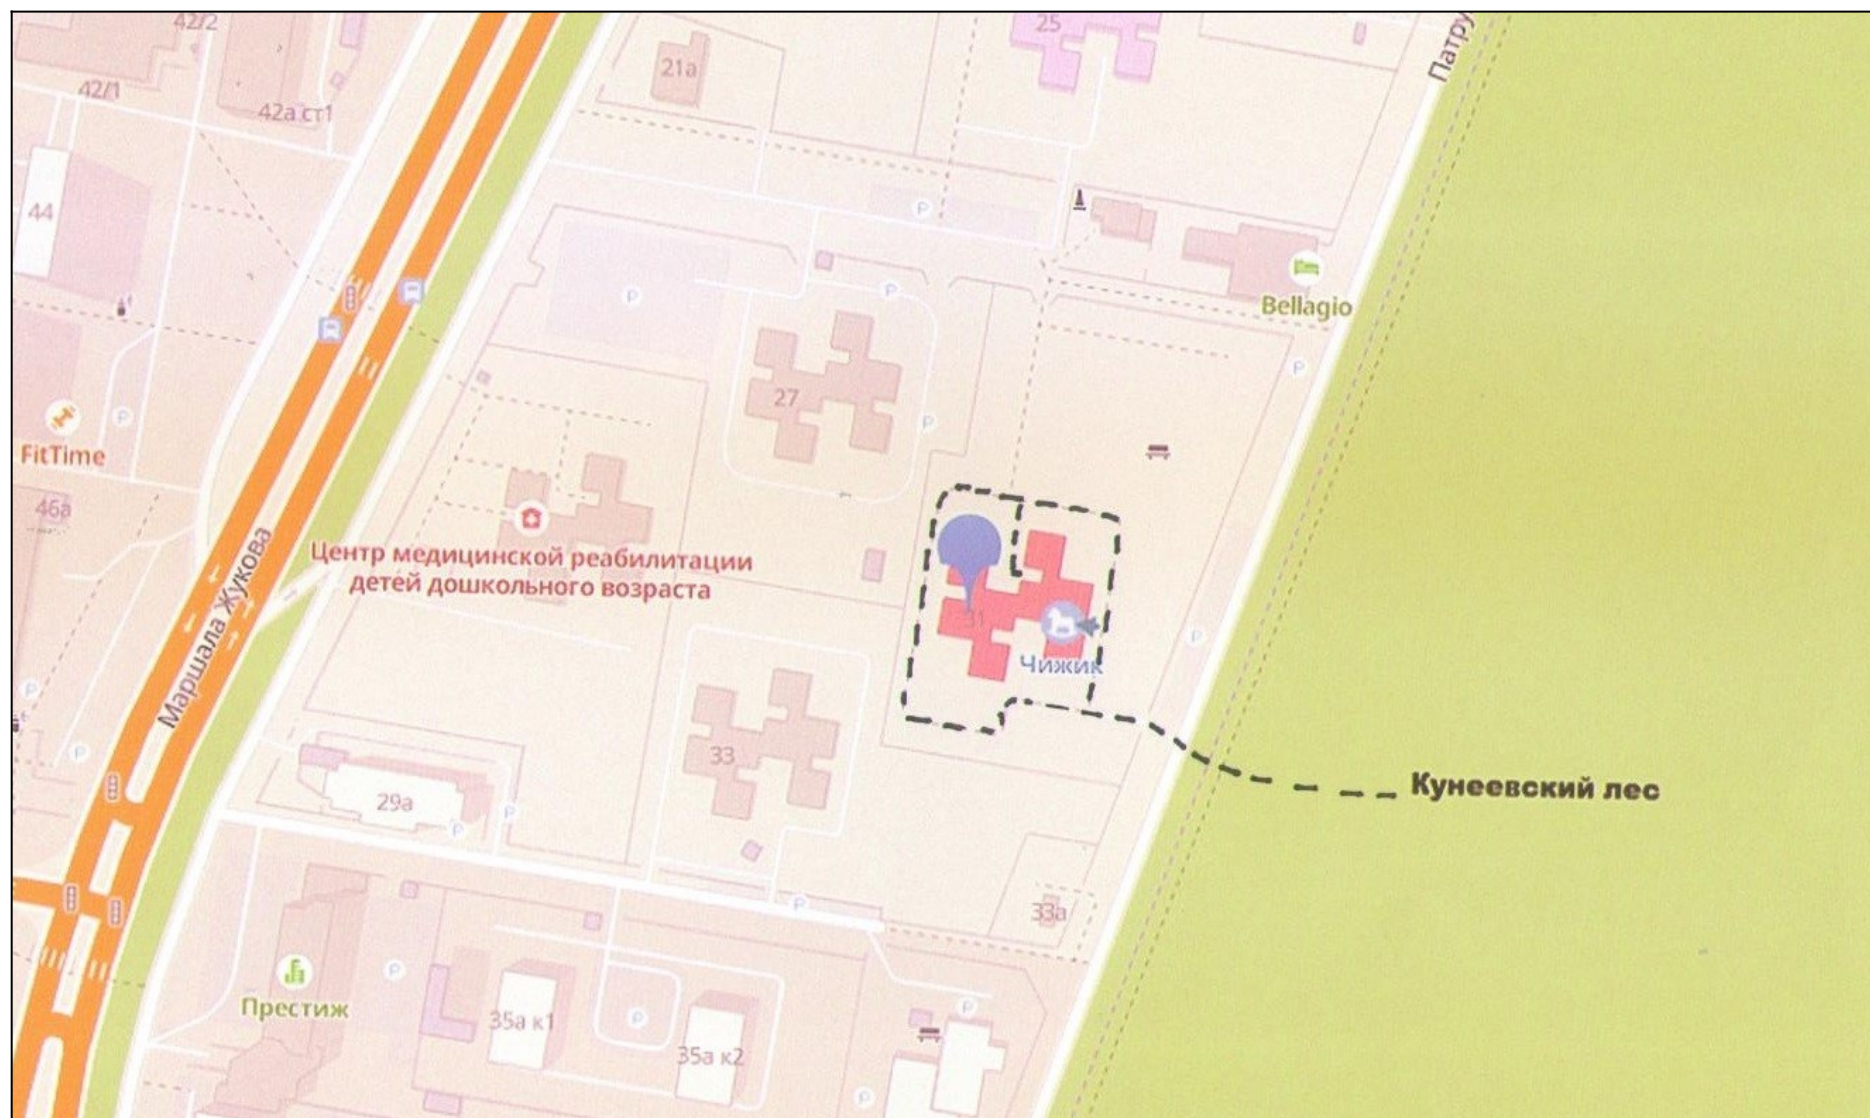 42/2
25
Патру
21а
42/1
42а ст1
44
Р
Bellagio
Р
Р
Р
27
Р
Р
FitTime
46а
Центр медицинской реабилитации
детей дошкольного возраста
Маршала Жукова
31
Р
Чижик
Р
Р
33
Кунеевский лес
29а
Р
Р
Р
33а
Р
Престиж
35а к1
Р
Р
35а к2
Р